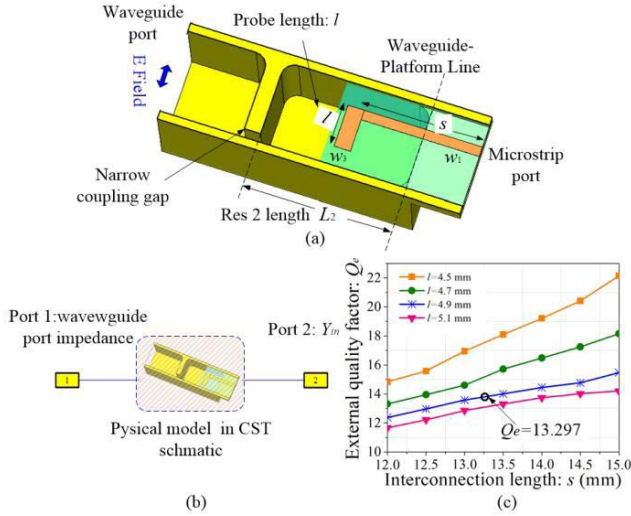 Waveguide
port
Probe length: l
Waveguide-
Platform Line
E Field
l
s
w3
w1
Microstrip
port
Narrow
coupling gap
Res 2 length L2
(a)
Port 1:wavewguide
port impedance
Port 2: Yin
1
2
Pysical model in CST
schmatic
(b)
External quality factor: Qe
22
20
18
16
14
12
10
l=4.5 mm
l=4.7 mm
l=4.9 mm
l=5.1 mm
Qe=13.297
12.0 12.5 13.0 13.5 14.0 14.5 15.0
Interconnection length: s (mm)
(c)